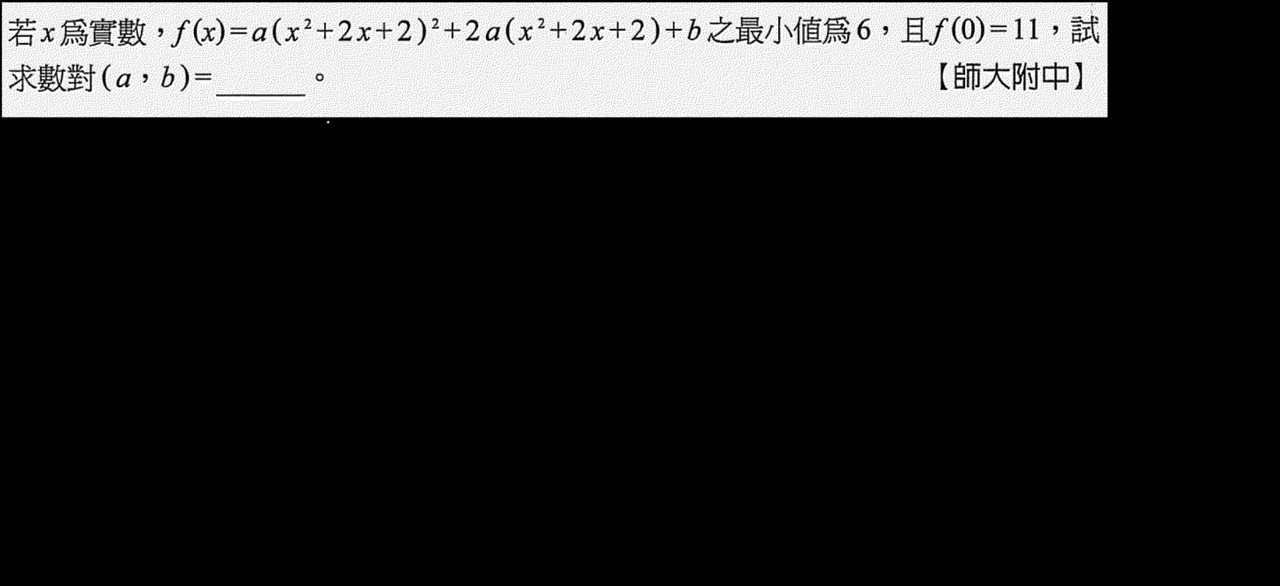 若x為實數，f(x)=a(x²+2x+2)²+2a(x²+2x+2)+b之最小值為6，且f(0)=11，試
求數對(a，b)=______。 【師大附中】